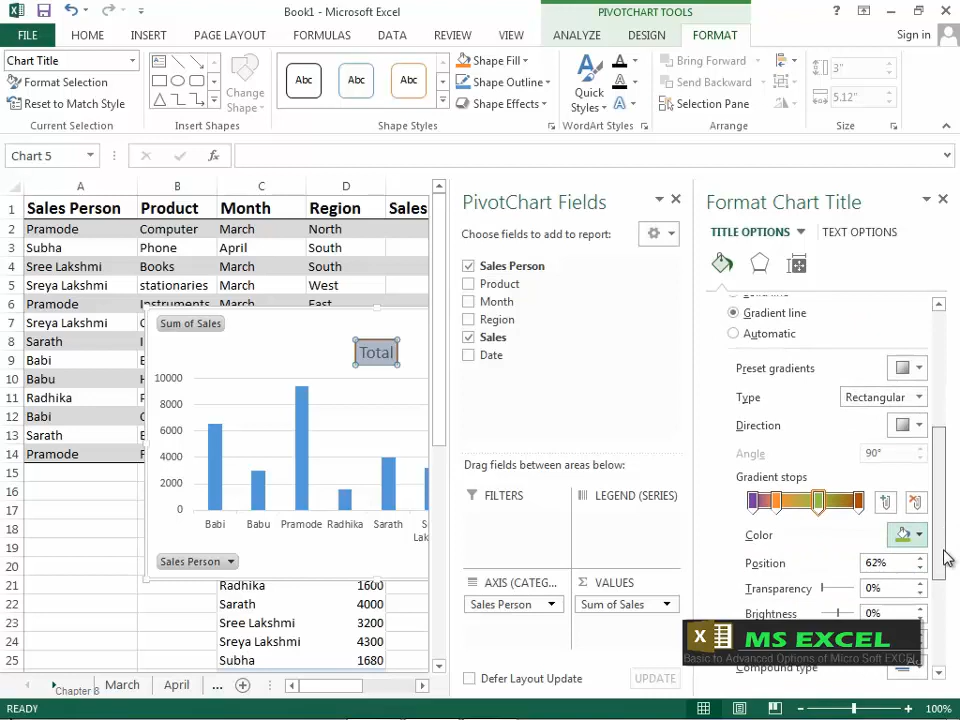 Book1 - Microsoft Excel
PIVOTCHART TOOLS
FILE HOME INSERT PAGE LAYOUT FORMULAS DATA REVIEW VIEW ANALYZE DESIGN FORMAT Sign in
Chart Title
Format Selection
Reset to Match Style
Current Selection
Change
Shape
Insert Shapes
Abc Abc Abc
Shape Fill
Shape Outline
Shape Effects
Shape Styles
Quick
Styles
WordArt Styles
Bring Forward
Send Backward
Selection Pane
Arrange
3"
5.12"
Size
Chart 5
A B C D
1 Sales Person Product Month Region Sales
2 Pramode Computer March North
3 Subha Phone April South
4 Sree Lakshmi Books March South
5 Sreya Lakshmi stationaries March West
6 Pramode Instruments March East
7 Sreya Lakshmi
8 Sarath
9 Babi
10 Babu
11 Radhika
12 Babi
13 Sarath
14 Pramode
15
16
17
18
19
20
21 Radhika 1600
22 Sarath 4000
23 Sree Lakshmi 3200
24 Sreya Lakshmi 4300
25 Subha 1680
Sum of Sales
Total
10000
8000
6000
4000
2000
0
Babi Babu Pramode Radhika Sarath
Sales Person
Chapter 8 March April ...
PivotChart Fields
Choose fields to add to report:
Sales Person
Product
Month
Region
Sales
Date
Drag fields between areas below:
FILTERS
LEGEND (SERIES)
AXIS (CATEG...
Sales Person
VALUES
Sum of Sales
Defer Layout Update
UPDATE
Format Chart Title
TITLE OPTIONS TEXT OPTIONS
Gradient line
Automatic
Preset gradients
Type Rectangular
Direction
Angle 90°
Gradient stops
Color
Position 62%
Transparency 0%
Brightness 0%
MS EXCEL
Basic to Advanced Options of Micro Soft EXCEL
Compound type
READY
100%